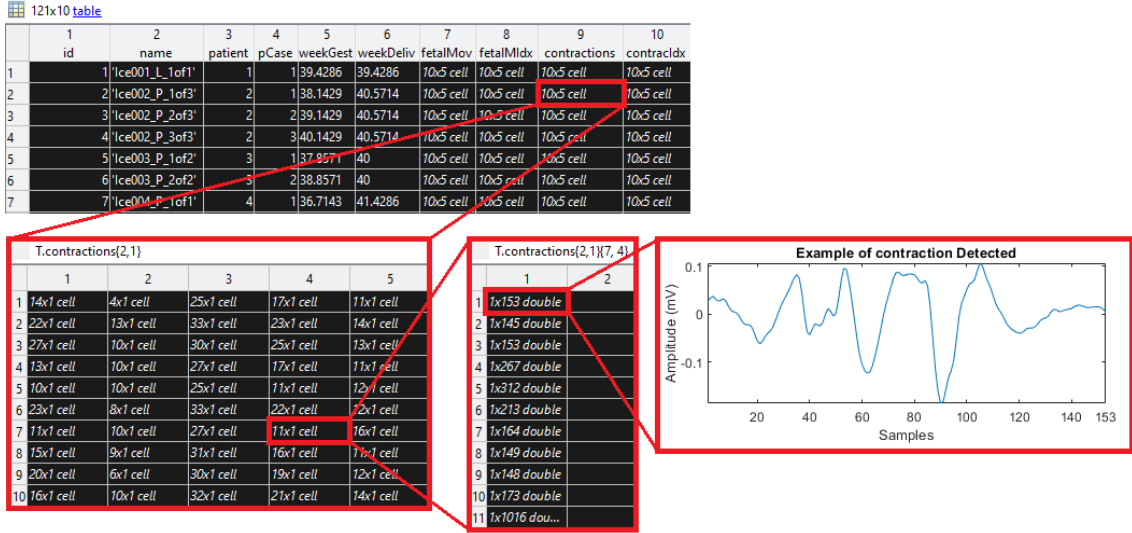 121x10 table
1 2 3 4 5 6 7 8 9 10
id name patient pCase weekGest weekDeliv fetalMov fetalMIdx contractions contracIdx
1 1 'Ice001_L_1of1' 1 1 39.4286 39.4286 10x5 cell 10x5 cell 10x5 cell 10x5 cell
2 2 'Ice002_P_1of3' 2 1 38.1429 40.5714 10x5 cell 10x5 cell 10x5 cell 10x5 cell
3 3 'Ice002_P_2of3' 2 2 39.1429 40.5714 10x5 cell 10x5 cell 10x5 cell 10x5 cell
4 4 'Ice002_P_3of3' 2 3 40.1429 40.5714 10x5 cell 10x5 cell 10x5 cell 10x5 cell
5 5 'Ice003_P_1of2' 3 1 37.8571 40 10x5 cell 10x5 cell 10x5 cell 10x5 cell
6 6 'Ice003_P_2of2' 3 2 38.8571 40 10x5 cell 10x5 cell 10x5 cell 10x5 cell
7 7 'Ice004_P_1of1' 4 1 36.7143 41.4286 10x5 cell 10x5 cell 10x5 cell 10x5 cell
T.contractions{2,1}
1 2 3 4 5
1 14x1 cell 4x1 cell 25x1 cell 17x1 cell 11x1 cell
2 22x1 cell 13x1 cell 33x1 cell 23x1 cell 14x1 cell
3 27x1 cell 10x1 cell 30x1 cell 25x1 cell 13x1 cell
4 13x1 cell 10x1 cell 27x1 cell 17x1 cell 11x1 cell
5 10x1 cell 10x1 cell 25x1 cell 11x1 cell 12x1 cell
6 23x1 cell 8x1 cell 33x1 cell 22x1 cell 12x1 cell
7 11x1 cell 10x1 cell 27x1 cell 11x1 cell 16x1 cell
8 15x1 cell 9x1 cell 31x1 cell 16x1 cell 11x1 cell
9 20x1 cell 6x1 cell 30x1 cell 19x1 cell 12x1 cell
10 16x1 cell 10x1 cell 32x1 cell 21x1 cell 14x1 cell
T.contractions{2,1}{7, 4}
1 2
1 1x153 double
2 1x145 double
3 1x153 double
4 1x267 double
5 1x312 double
6 1x213 double
7 1x164 double
8 1x149 double
9 1x148 double
10 1x173 double
11 1x1016 dou...
Example of contraction Detected
Amplitude (mV)
0.1
0
-0.1
20 40 60 80 100 120 140 153
Samples